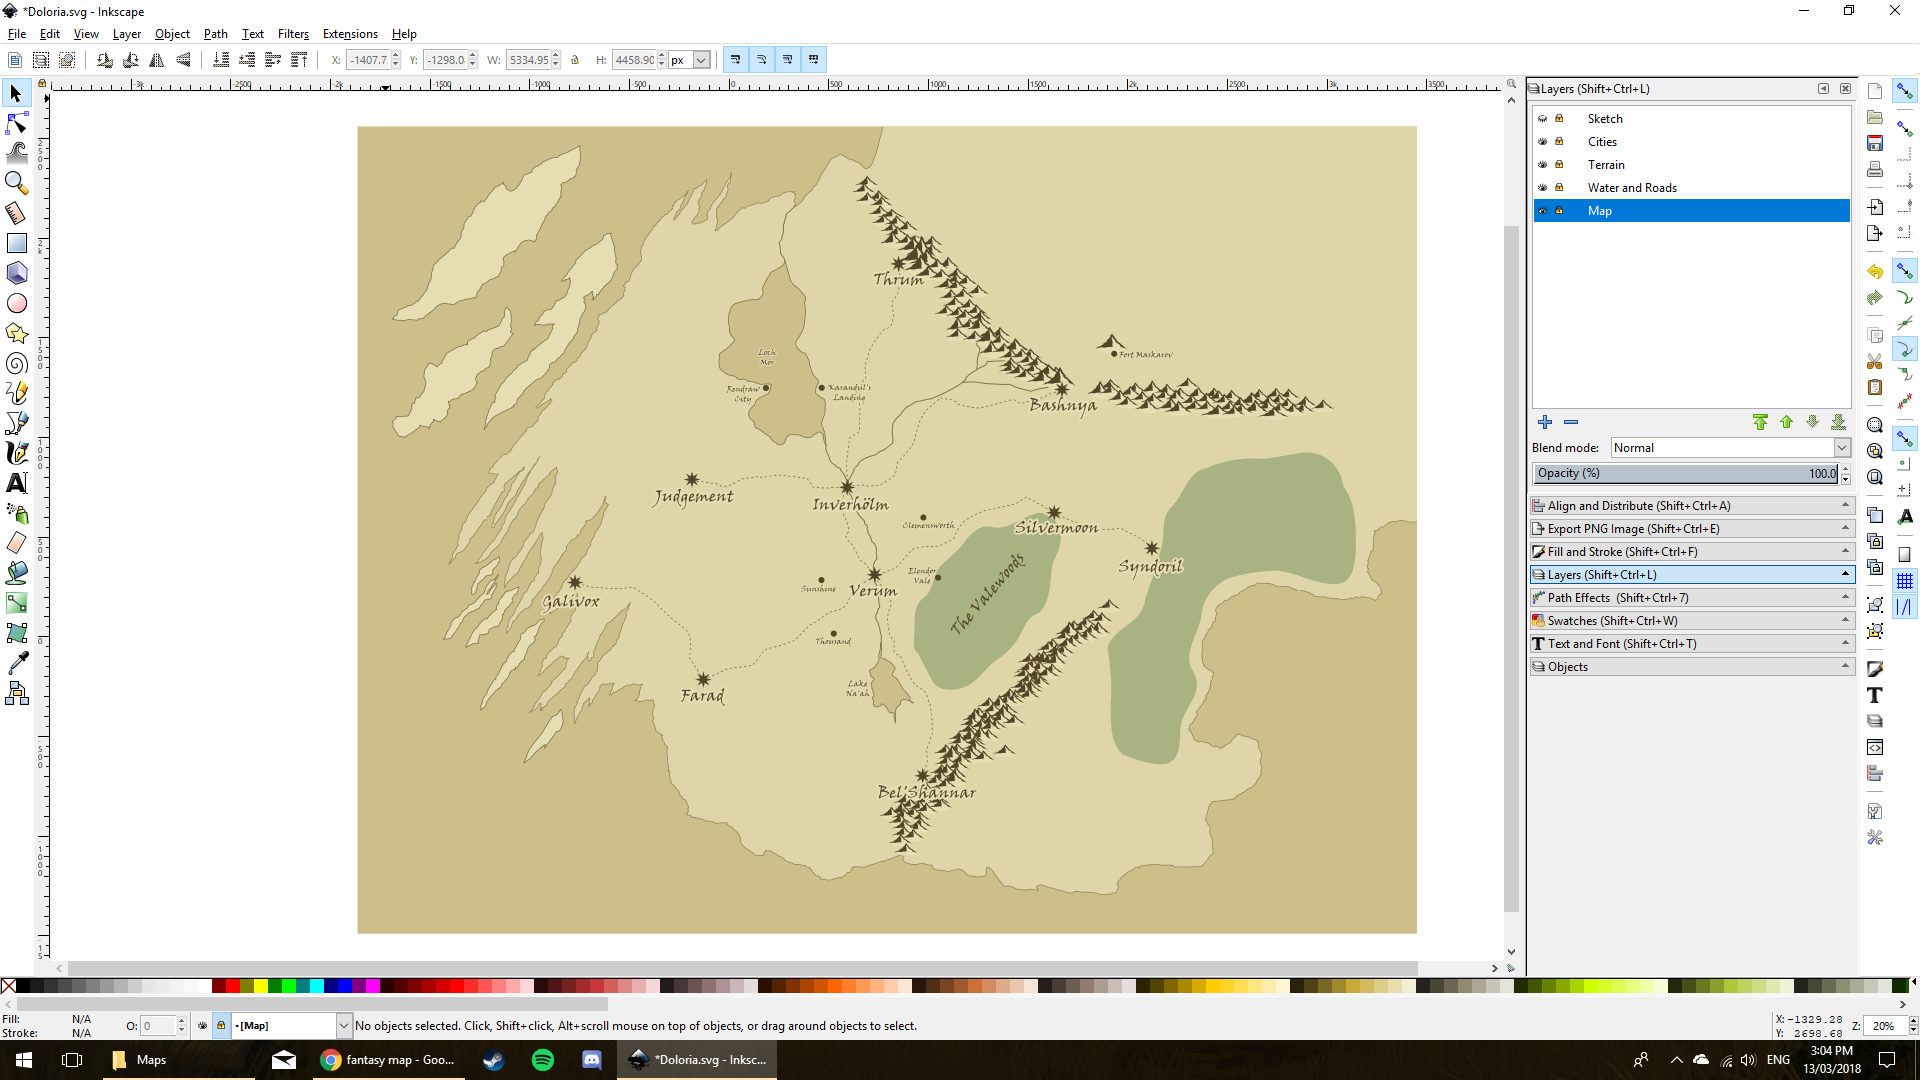 *Doloria.svg - Inkscape
File Edit View Layer Object Path Text Filters Extensions Help
X: -1407.7 Y: -1298.0 W: 5334.95 H: 4458.90 px
Layers (Shift+Ctrl+L)
Sketch
Cities
Terrain
Water and Roads
Map
Blend mode: Normal
Opacity (%) 100.0
Align and Distribute (Shift+Ctrl+A)
Export PNG Image (Shift+Ctrl+E)
Fill and Stroke (Shift+Ctrl+F)
Layers (Shift+Ctrl+L)
Path Effects (Shift+Ctrl+7)
Swatches (Shift+Ctrl+W)
Text and Font (Shift+Ctrl+T)
Objects
Thrum
Loch
Mor
Fort Maskarov
Rendraw
City
Karandul's
Landing
Bashnya
Judgement
Inverhölm
Clemensworth
Silvermoon
Syndoril
The Valewoods
Elendor
Vale
Sunshine
Verum
Galivox
Thousand
Farad
Lake
Na'ah
Bel'Shannar
Fill: N/A
Stroke: N/A
O: 0
-[Map]
No objects selected. Click, Shift+click, Alt+scroll mouse on top of objects, or drag around objects to select.
X: -1329.28
Y: 2698.68
Z: 20%
Maps
fantasy map - Goo...
*Doloria.svg - Inksc...
ENG
3:04 PM
13/03/2018